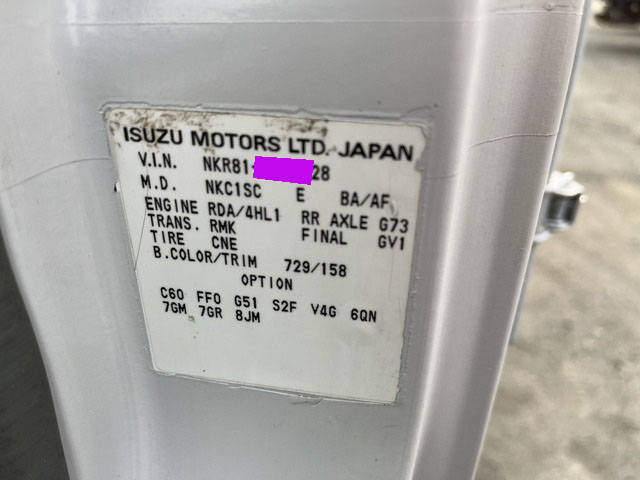 ISUZU MOTORS LTD. JAPAN
V.I.N. NKR81- 28
M.D. NKC1SC E BA/AF
ENGINE RDA/4HL1 RR AXLE G73
TRANS. RMK FINAL GV1
TIRE CNE
B.COLOR/TRIM 729/158
OPTION
C60 FF0 G51 S2F V4G 6QN
7GM 7GR 8JM